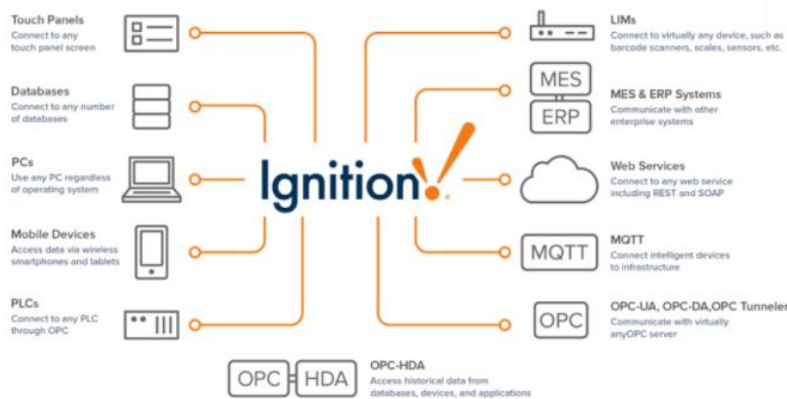 Touch Panels
Connect to any
touch panel screen
Databases
Connect to any number
of databases
PCs
Use any PC regardless
of operating system
Mobile Devices
Access data via wireless
smartphones and tablets
PLCs
Connect to any PLC
through OPC
Ignition
LIMs
Connect to virtually any device, such as
barcode scanners, scales, sensors, etc.
MES
ERP
MES & ERP Systems
Communicate with other
enterprise systems
Web Services
Connect to any web service
including REST and SOAP
MQTT
MQTT
Connect intelligent devices
to infrastructure
OPC
OPC-UA, OPC-DA,OPC Tunneler
Communicate with virtually
anyOPC server
OPC HDA
OPC-HDA
Access historical data from
databases, devices, and applications